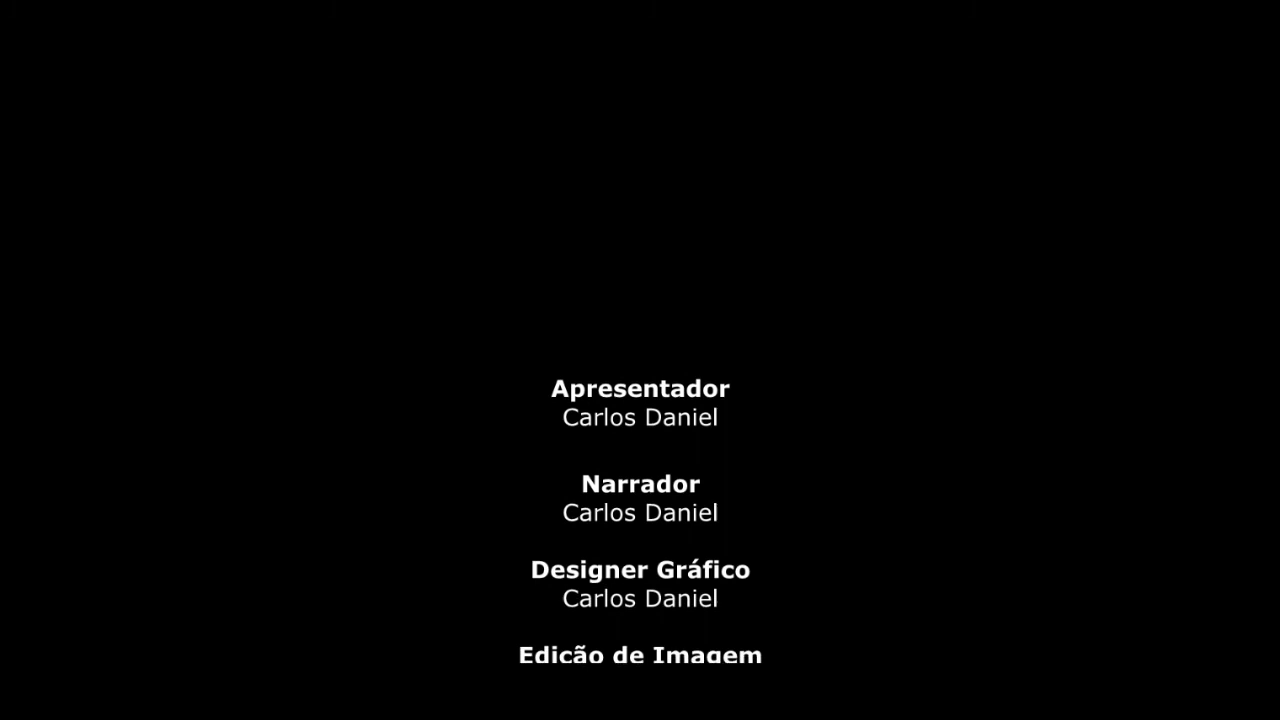 Apresentador
Carlos Daniel
Narrador
Carlos Daniel
Designer Gráfico
Carlos Daniel
Edição de Imagem